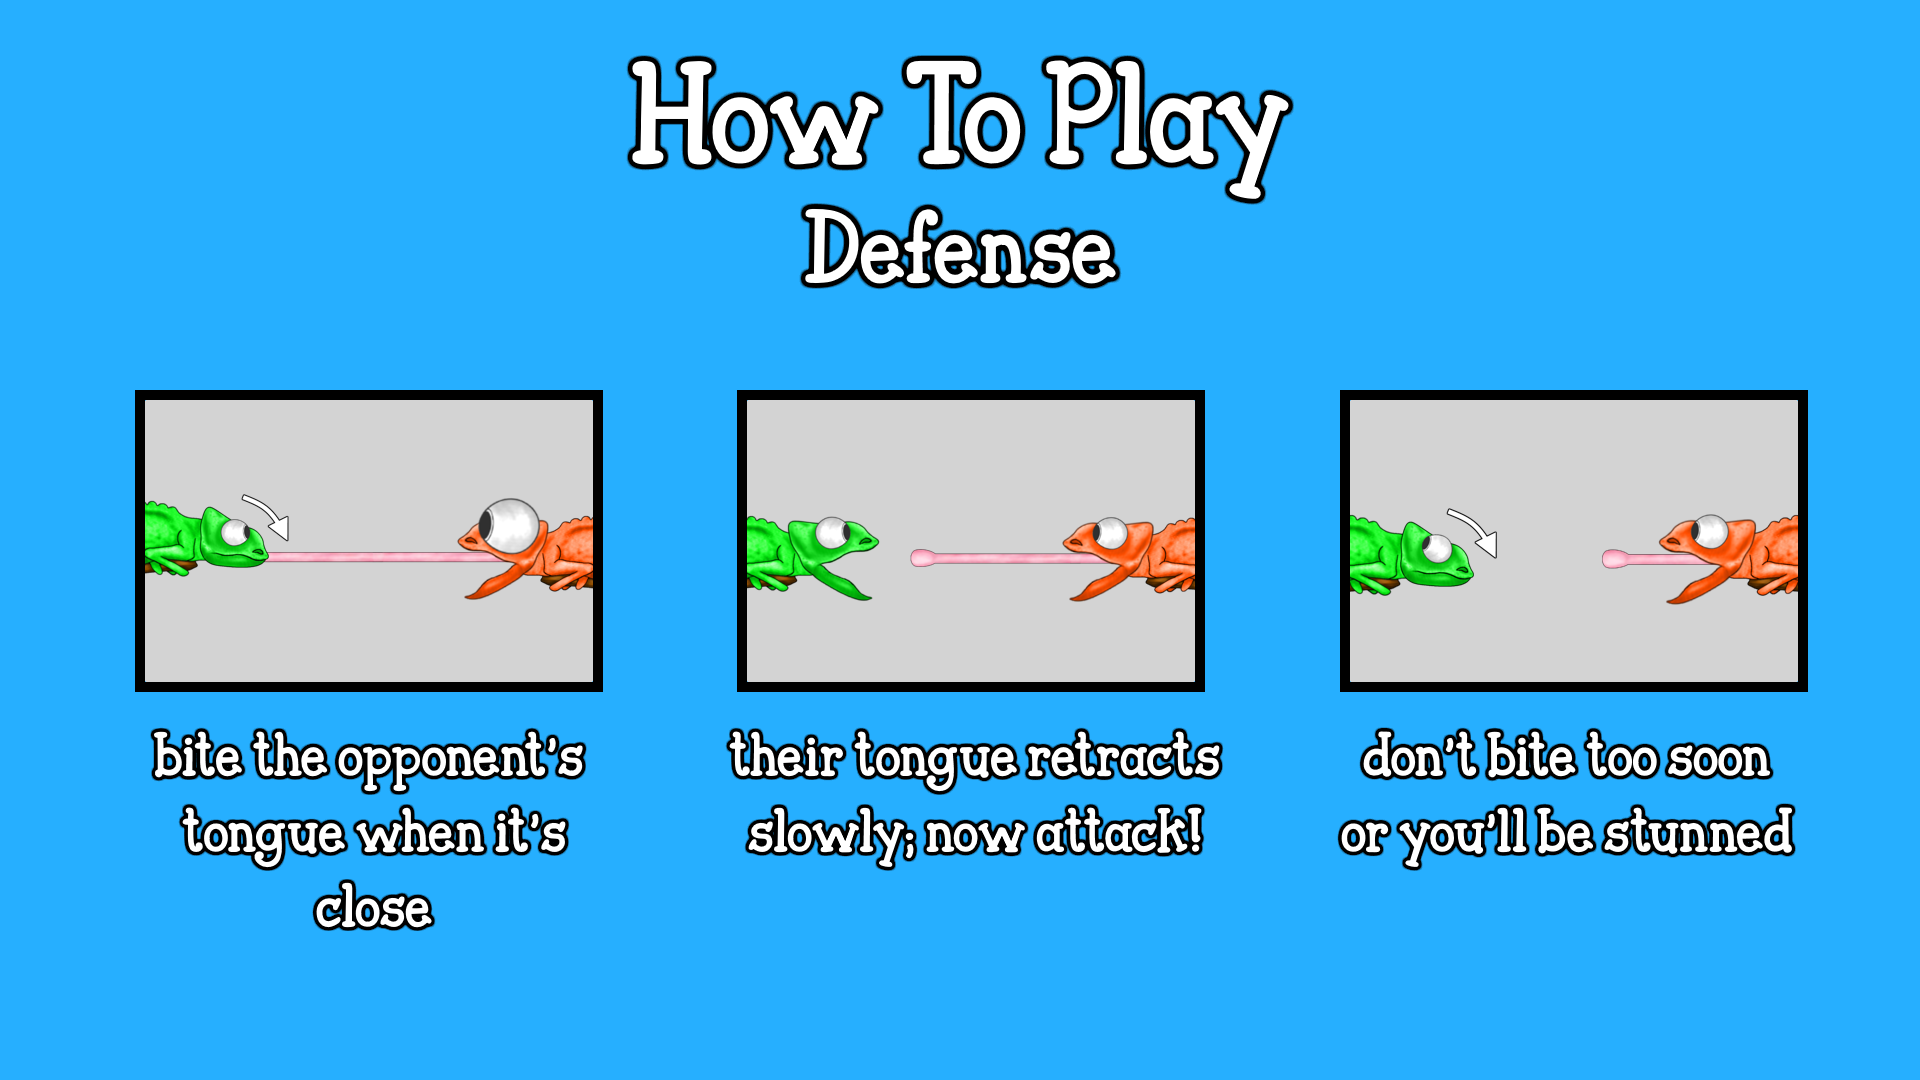 How To Play
Defense
bite the opponent's
tongue when it's
close
their tongue retracts
slowly; now attack!
don't bite too soon
or you'll be stunned